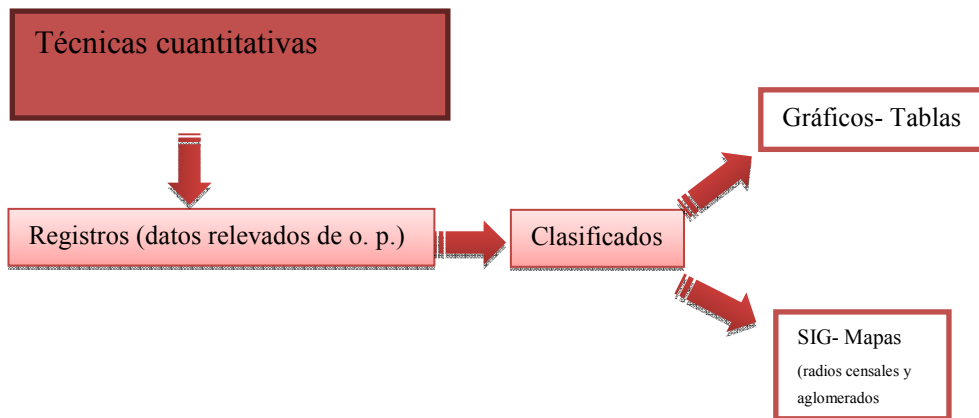 Técnicas cuantitativas
Gráficos- Tablas
Registros (datos relevados de o. p.)
Clasificados
SIG- Mapas
(radios censales y
aglomerados